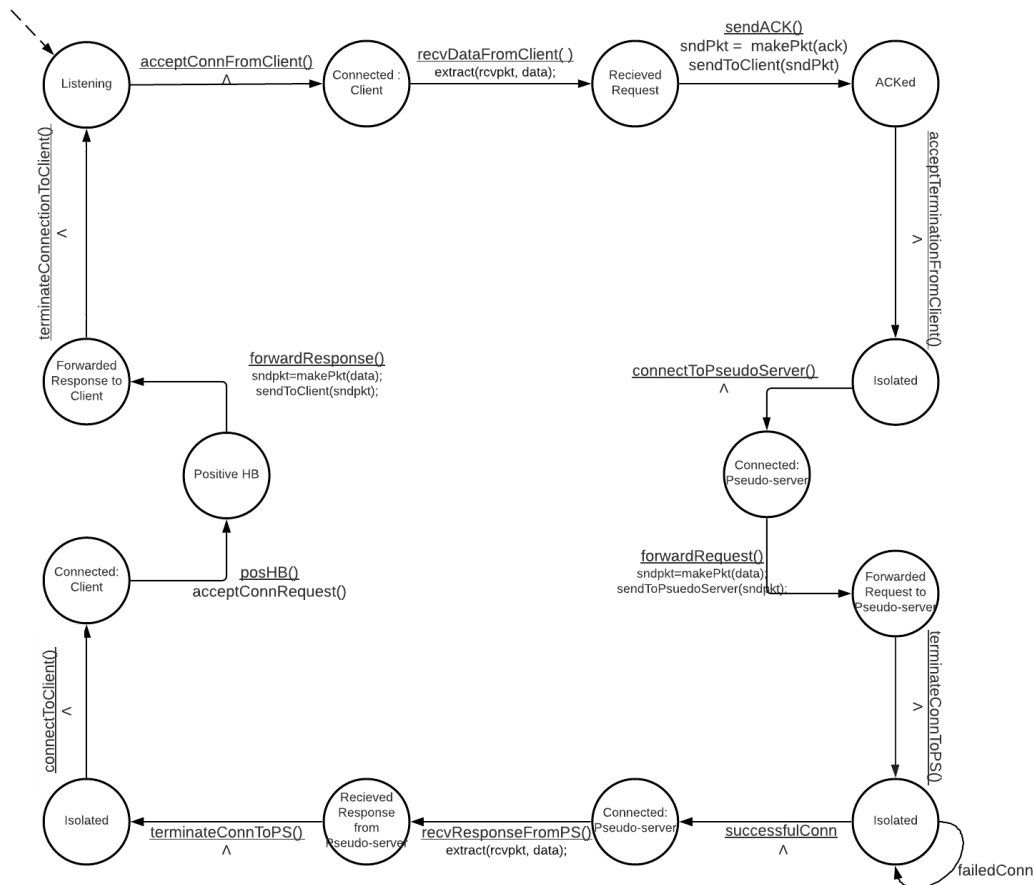 Listening
acceptConnFromClient()
Λ
Connected :
Client
recvDataFromClient( )
extract(rcvpkt, data);
Recieved
Request
sendACK()
sndPkt =  makePkt(ack)
sendToClient(sndPkt)
ACKed
acceptTerminationFromClient()
Λ
Isolated
connectToPseudoServer()
Λ
Connected:
Pseudo-server
forwardRequest()
sndpkt=makePkt(data);
sendToPsuedoServer(sndpkt);
Forwarded
Request to
Pseudo-server
terminateConnToPS()
Λ
Isolated
failedConn
successfulConn
Λ
Connected:
Pseudo-server
recvResponseFromPS()
extract(rcvpkt, data);
Recieved
Response
from
Pseudo-server
terminateConnToPS()
Λ
Isolated
connectToClient()
Λ
Connected:
Client
posHB()
acceptConnRequest()
Positive HB
forwardResponse()
sndpkt=makePkt(data);
sendToClient(sndpkt);
Forwarded
Response to
Client
terminateConnectionToClient()
Λ